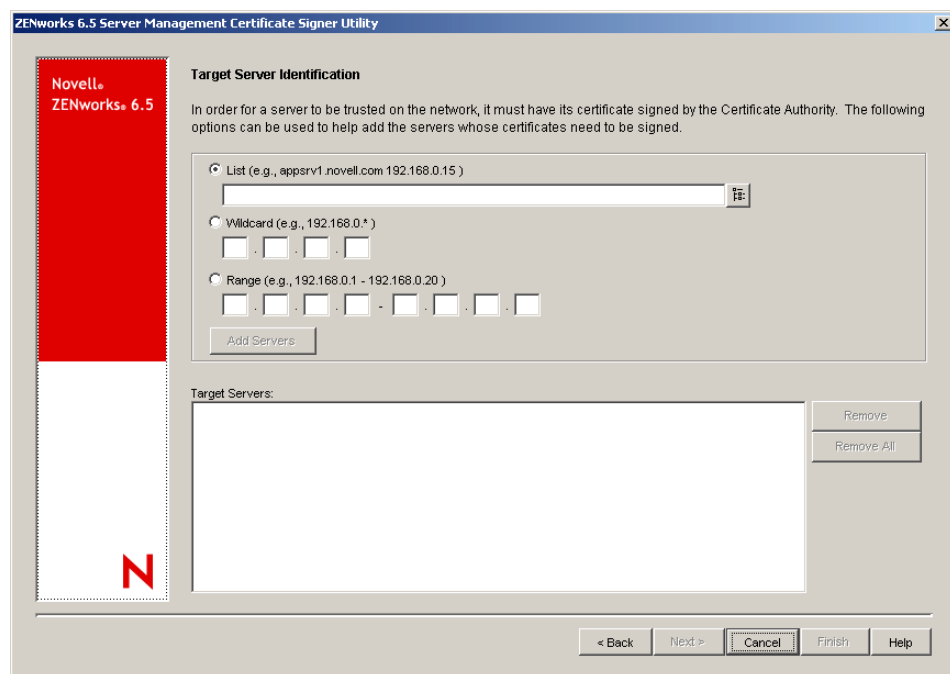 ZENworks 6.5 Server Management Certificate Signer Utility
Novell®
ZENworks® 6.5
Target Server Identification
In order for a server to be trusted on the network, it must have its certificate signed by the Certificate Authority. The following
options can be used to help add the servers whose certificates need to be signed.
List (e.g., appsrv1.novell.com 192.168.0.15 )
Wildcard (e.g., 192.168.0.* )
. . .
Range (e.g., 192.168.0.1 - 192.168.0.20 )
. . . - . . .
Add Servers
Target Servers:
Remove
Remove All
N
< Back Next > Cancel Finish Help